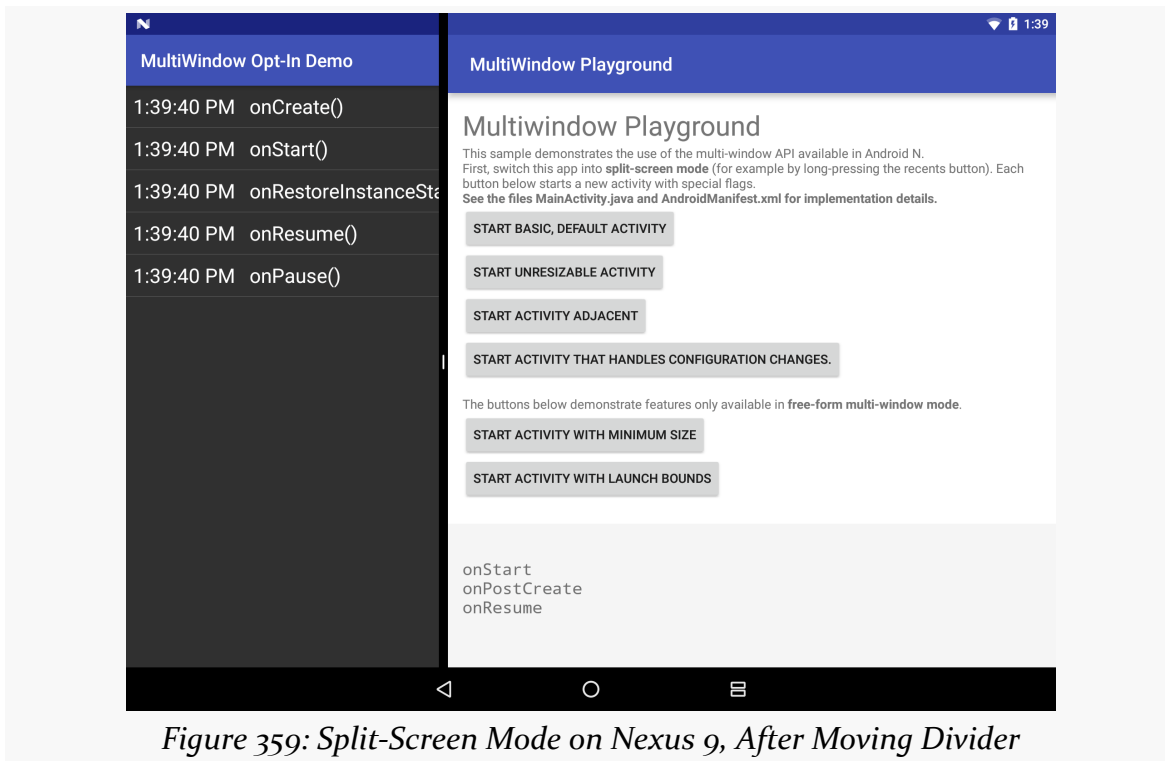 1:39
MultiWindow Opt-In Demo
1:39:40 PM onCreate()
1:39:40 PM onStart()
1:39:40 PM onRestoreInstanceSta
1:39:40 PM onResume()
1:39:40 PM onPause()
MultiWindow Playground
Multiwindow Playground
This sample demonstrates the use of the multi-window API available in Android N.
First, switch this app into split-screen mode (for example by long-pressing the recents button). Each
button below starts a new activity with special flags.
See the files MainActivity.java and AndroidManifest.xml for implementation details.
START BASIC, DEFAULT ACTIVITY
START UNRESIZABLE ACTIVITY
START ACTIVITY ADJACENT
START ACTIVITY THAT HANDLES CONFIGURATION CHANGES.
The buttons below demonstrate features only available in free-form multi-window mode.
START ACTIVITY WITH MINIMUM SIZE
START ACTIVITY WITH LAUNCH BOUNDS
onStart
onPostCreate
onResume
Figure 359: Split-Screen Mode on Nexus 9, After Moving Divider